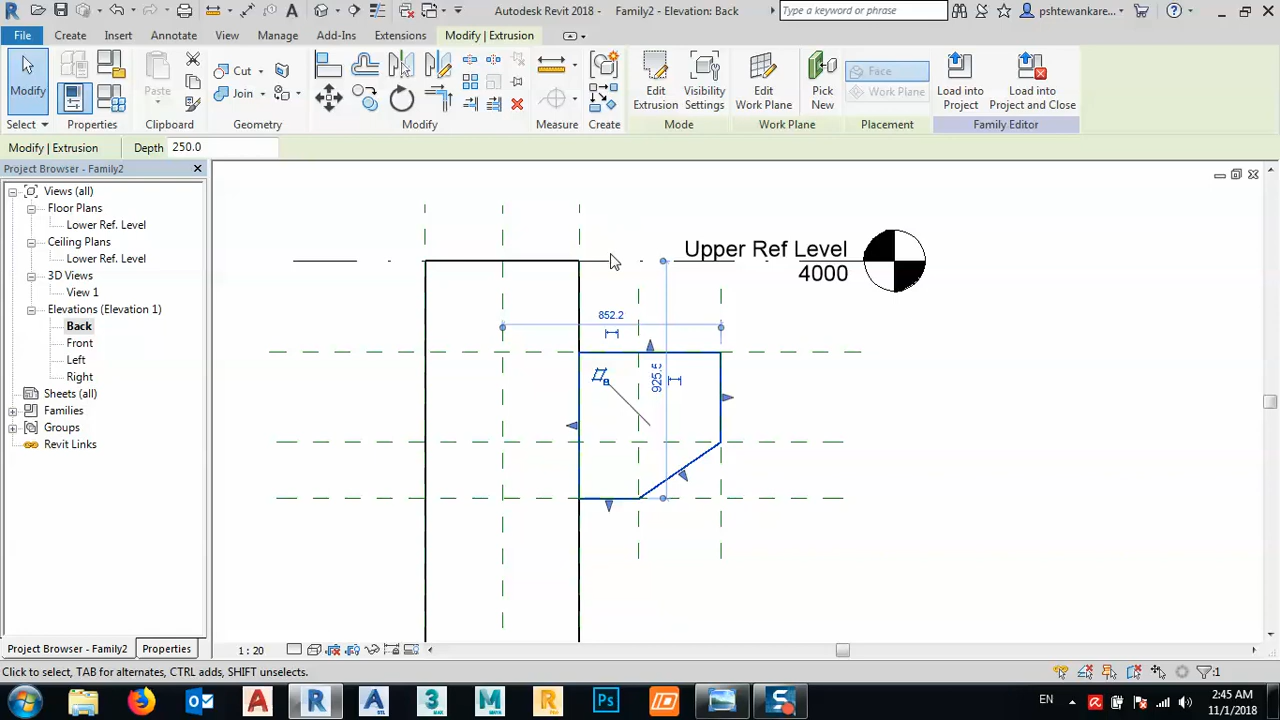 Autodesk Revit 2018 - Family2 - Elevation: Back
Type a keyword or phrase
pshtewankare...
File Create Insert Annotate View Manage Add-Ins Extensions Modify | Extrusion
Modify
Paste
Cut
Join
Edit Extrusion
Visibility Settings
Edit Work Plane
Pick New
Face
Work Plane
Load into Project
Load into Project and Close
Select Properties Clipboard Geometry Modify Measure Create Mode Work Plane Placement Family Editor
Modify | Extrusion Depth 250.0
Project Browser - Family2
Views (all)
Floor Plans
Lower Ref. Level
Ceiling Plans
Lower Ref. Level
3D Views
View 1
Elevations (Elevation 1)
Back
Front
Left
Right
Sheets (all)
Families
Groups
Revit Links
Upper Ref Level
4000
852.2
925.5
Project Browser - Family2 Properties
1 : 20
Click to select, TAB for alternates, CTRL adds, SHIFT unselects.
:1
A R A 3 M R Ps S
EN
2:45 AM
11/1/2018